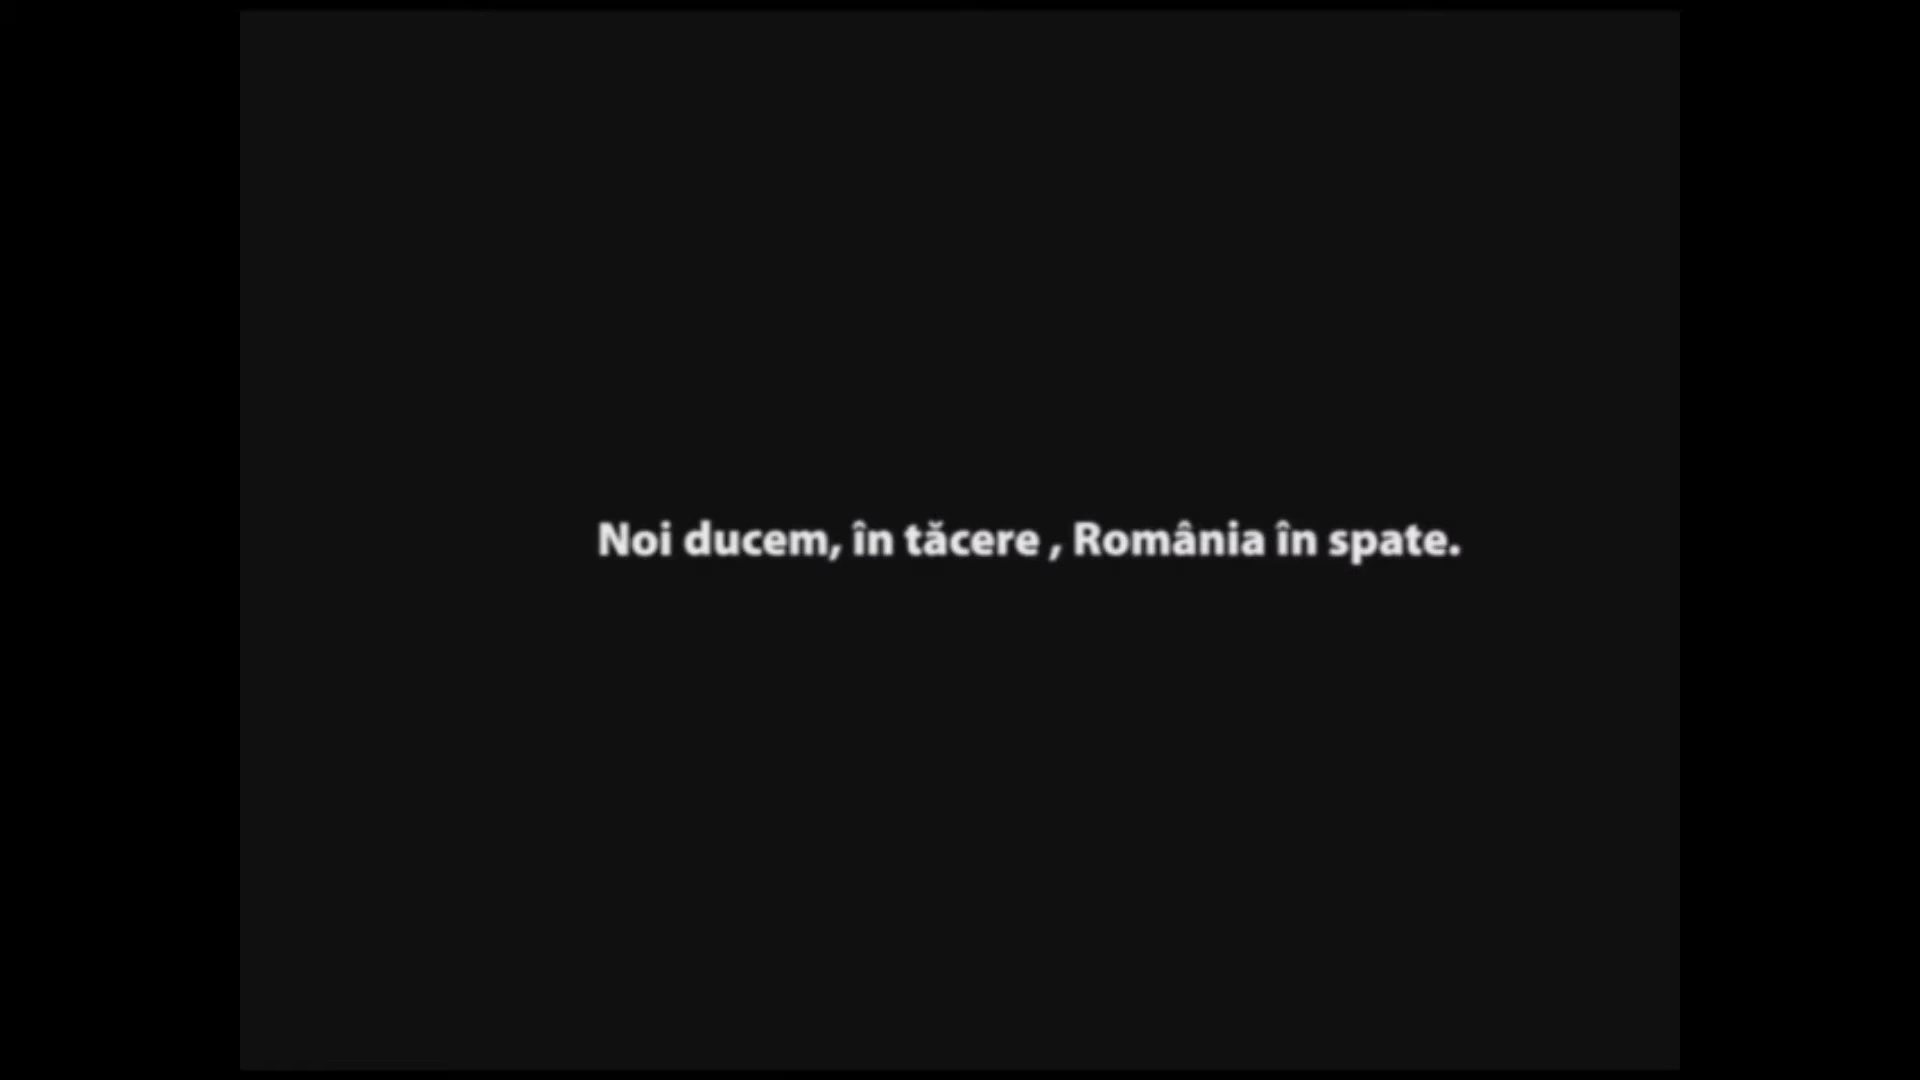 Noi ducem, în tăcere , România în spate.